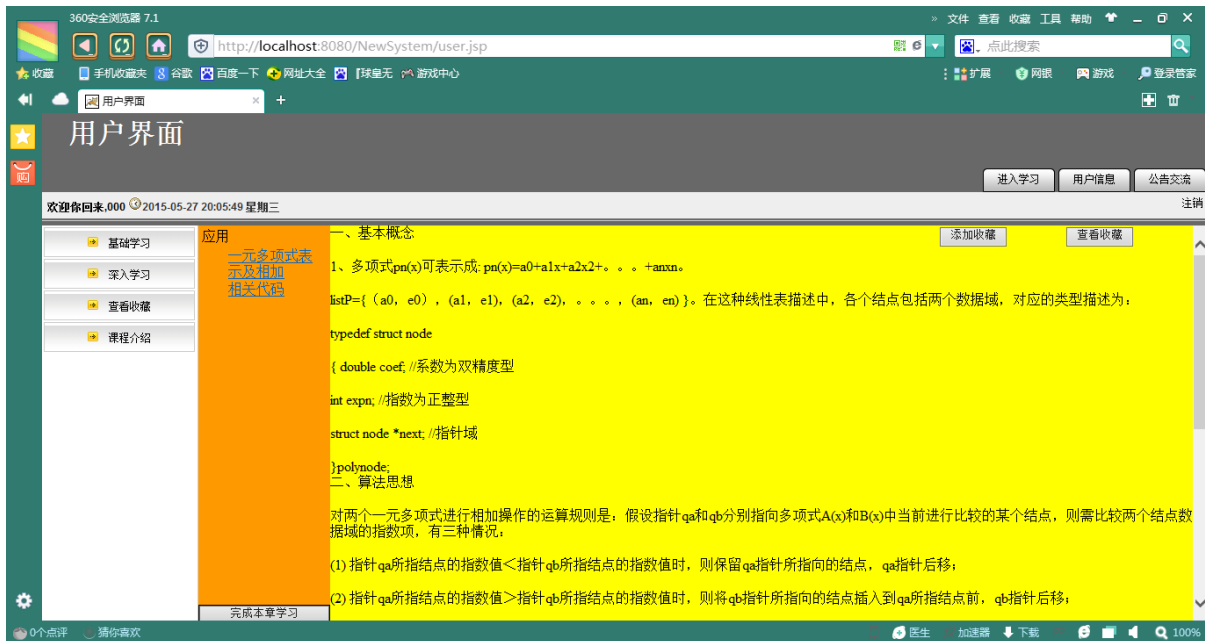 360安全浏览器 7.1
» 文件 查看 收藏 工具 帮助
http://localhost:8080/NewSystem/user.jsp
点此搜索
收藏 手机收藏夹 谷歌 百度一下 网址大全 『球皇无 游戏中心
扩展 网银 游戏 登录管家
用户界面 × +
用户界面
购
进入学习 用户信息 公告交流
欢迎你回来,000 2015-05-27 20:05:49 星期三
注销
基础学习
深入学习
查看收藏
课程介绍
应用
一元多项式表
示及相加
相关代码
完成本章学习
添加收藏 查看收藏
一、基本概念
1、多项式pn(x)可表示成: pn(x)=a0+a1x+a2x2+。。。+anxn。
listP={（a0，e0），(a1，e1)，(a2，e2)，。。。。，(an，en) }。在这种线性表描述中，各个结点包括两个数据域，对应的类型描述为：
typedef struct node
{ double coef; //系数为双精度型
int expn; //指数为正整型
struct node *next; //指针域
}polynode;
二、算法思想
对两个一元多项式进行相加操作的运算规则是：假设指针qa和qb分别指向多项式A(x)和B(x)中当前进行比较的某个结点，则需比较两个结点数
据域的指数项，有三种情况：
(1) 指针qa所指结点的指数值＜指针qb所指结点的指数值时，则保留qa指针所指向的结点，qa指针后移；
(2) 指针qa所指结点的指数值＞指针qb所指结点的指数值时，则将qb指针所指向的结点插入到qa所指结点前，qb指针后移；
0个点评 猜你喜欢
医生 加速器 下载 100%